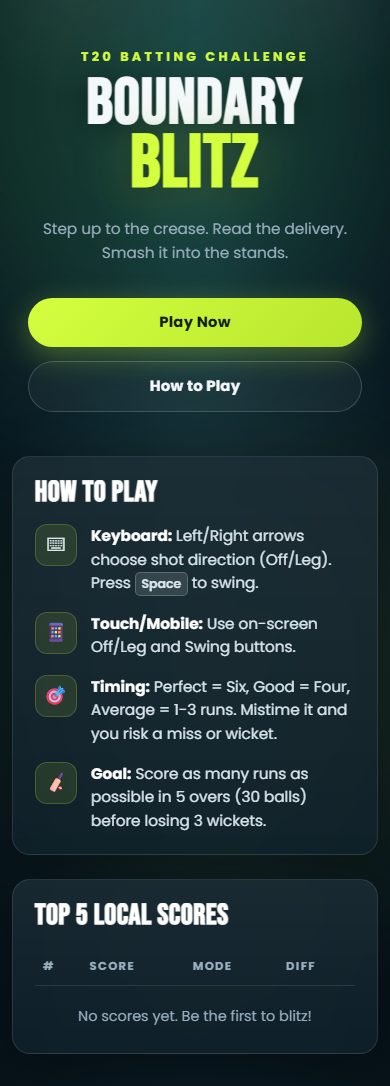 T20 BATTING CHALLENGE
BOUNDARY
BLITZ
Step up to the crease. Read the delivery.
Smash it into the stands.
Play Now
How to Play
HOW TO PLAY
Keyboard: Left/Right arrows
choose shot direction (Off/Leg).
Press Space to swing.
Touch/Mobile: Use on-screen
Off/Leg and Swing buttons.
Timing: Perfect = Six, Good = Four,
Average = 1-3 runs. Mistime it and
you risk a miss or wicket.
Goal: Score as many runs as
possible in 5 overs (30 balls)
before losing 3 wickets.
TOP 5 LOCAL SCORES
# SCORE MODE DIFF
No scores yet. Be the first to blitz!